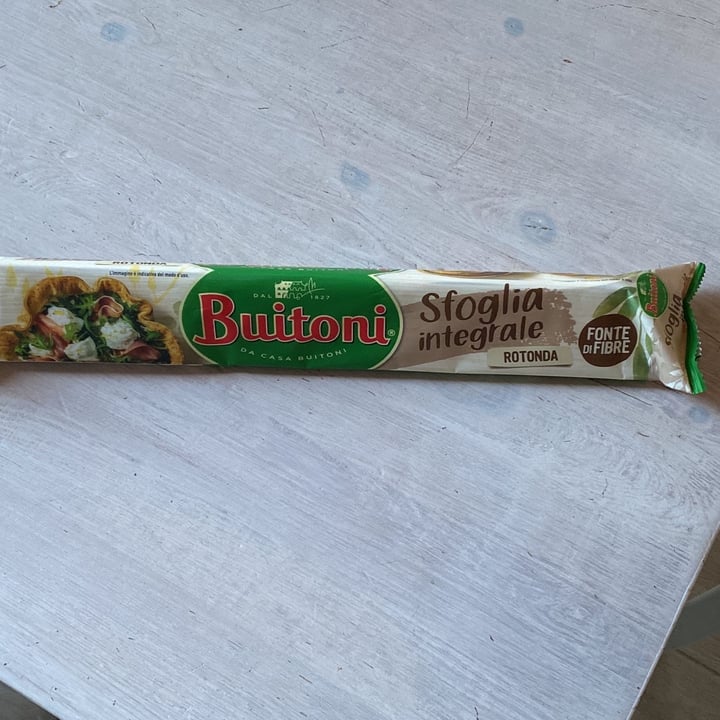 ROTONDA
L'immagine è indicativa del modo d'uso.
DAL 1827
Buitoni®
DA CASA BUITONI
Sfoglia
integrale
ROTONDA
FONTE
DI FIBRE
Buitoni
sfoglia